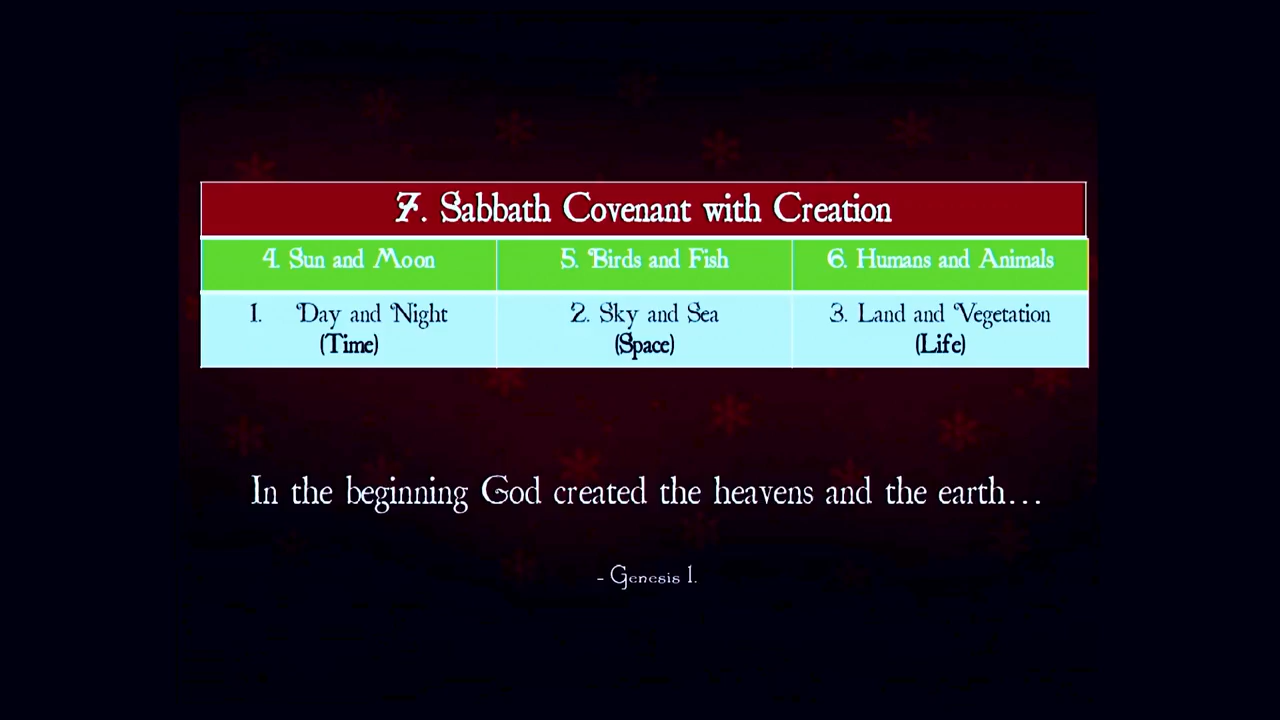 7. Sabbath Covenant with Creation
4. Sun and Moon
5. Birds and Fish
6. Humans and Animals
1. Day and Night
(Time)
2. Sky and Sea
(Space)
3. Land and Vegetation
(Life)
In the beginning God created the heavens and the earth…
- Genesis 1.